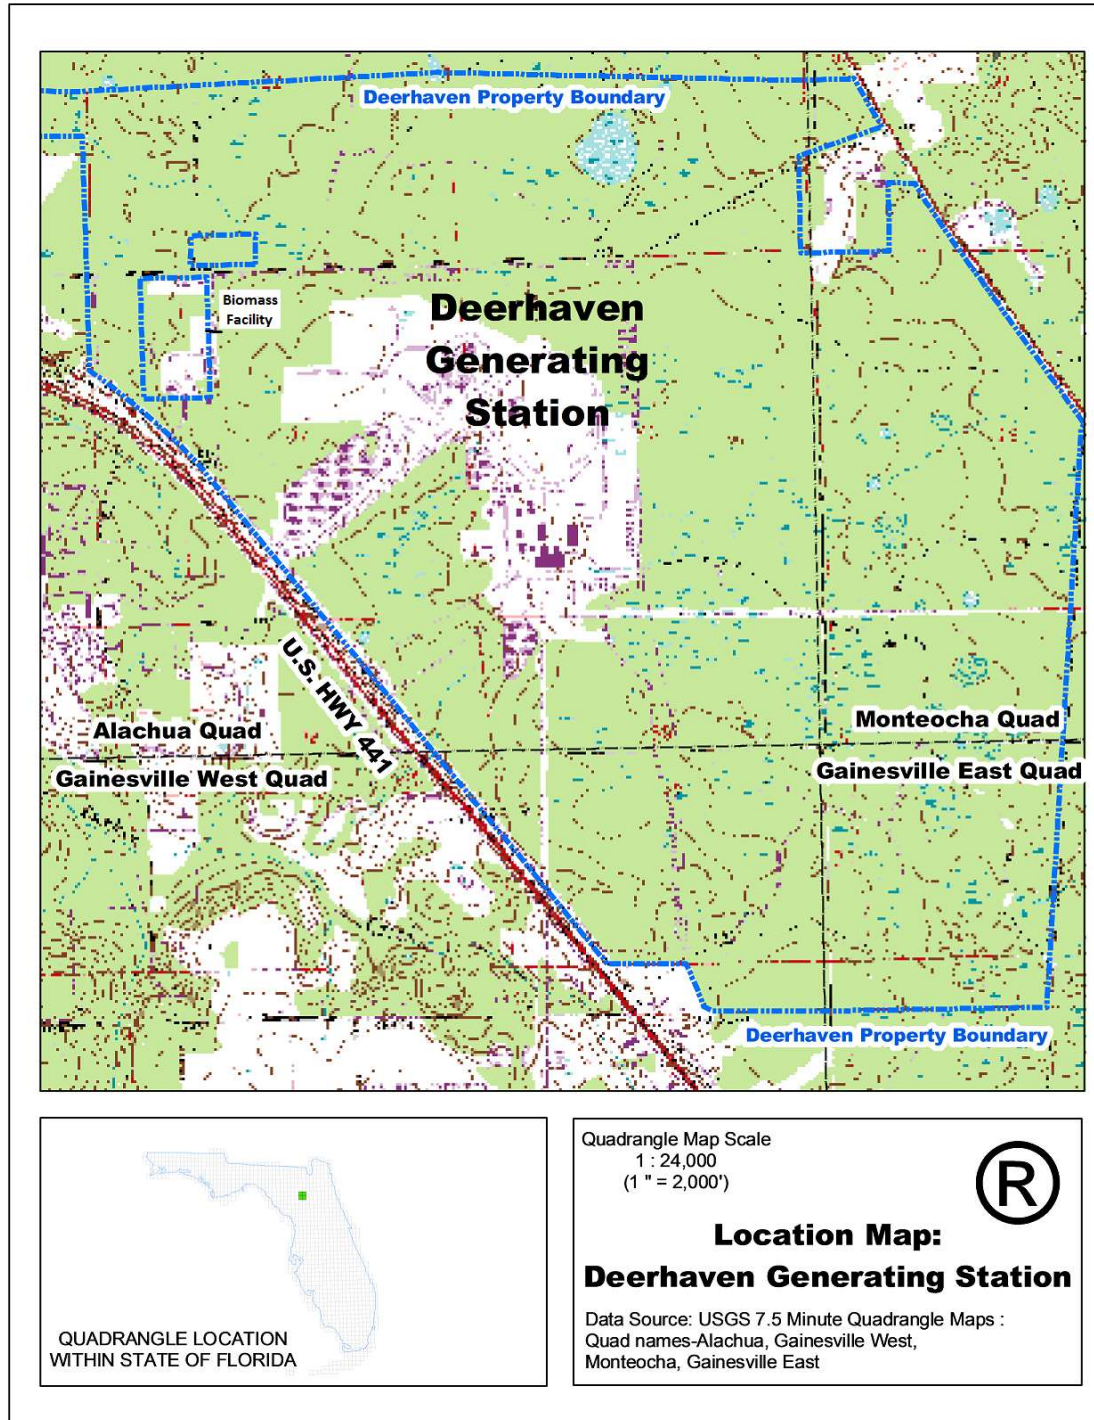 Deerhaven Property Boundary
Biomass
Facility
Deerhaven
Generating
Station
U.S. HWY 441
Alachua Quad
Monteocha Quad
Gainesville West Quad
Gainesville East Quad
Deerhaven Property Boundary
QUADRANGLE LOCATION
WITHIN STATE OF FLORIDA
Quadrangle Map Scale
1 : 24,000
(1 " = 2,000')
®
Location Map:
Deerhaven Generating Station
Data Source: USGS 7.5 Minute Quadrangle Maps :
Quad names-Alachua, Gainesville West,
Monteocha, Gainesville East